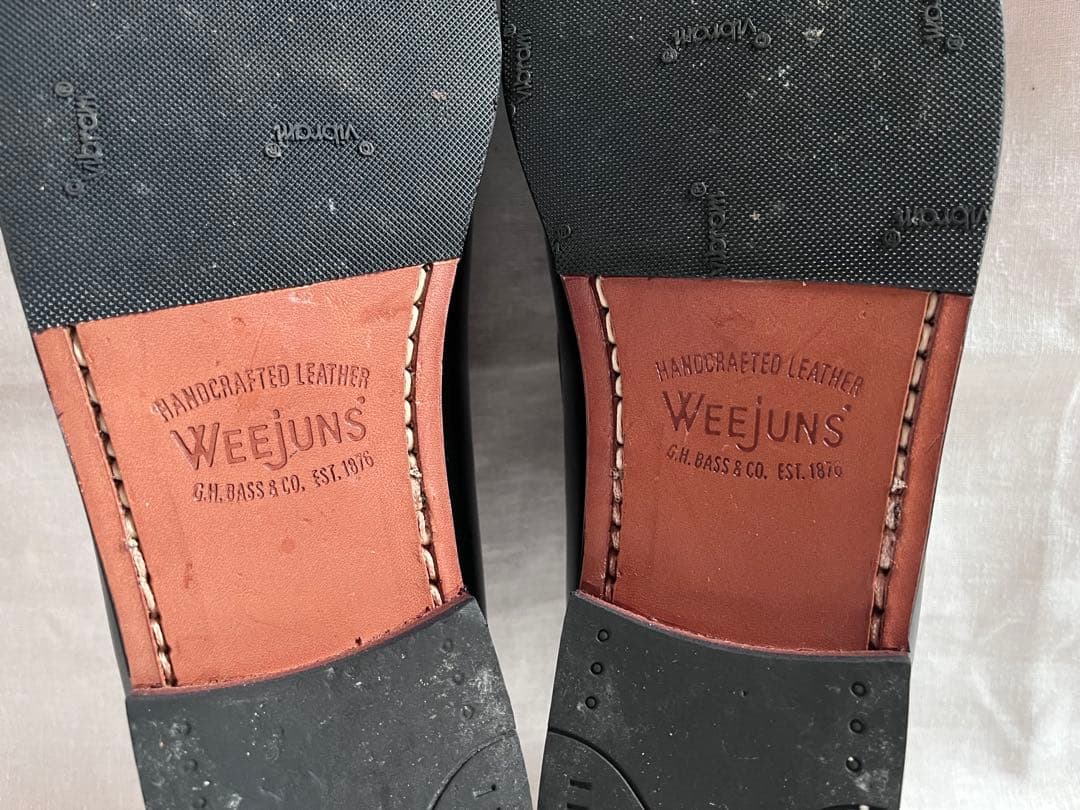 vibram
vibram
vibram
vibram
vibram
vibram
HANDCRAFTED LEATHER
WEEJUNS
G.H. BASS & CO. EST. 1876
HANDCRAFTED LEATHER
WEEJUNS
G.H. BASS & CO. EST. 1876